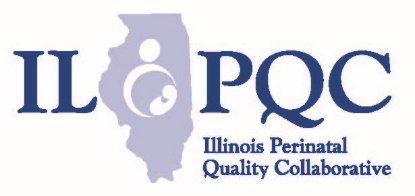 IL PQC
Illinois Perinatal
Quality Collaborative